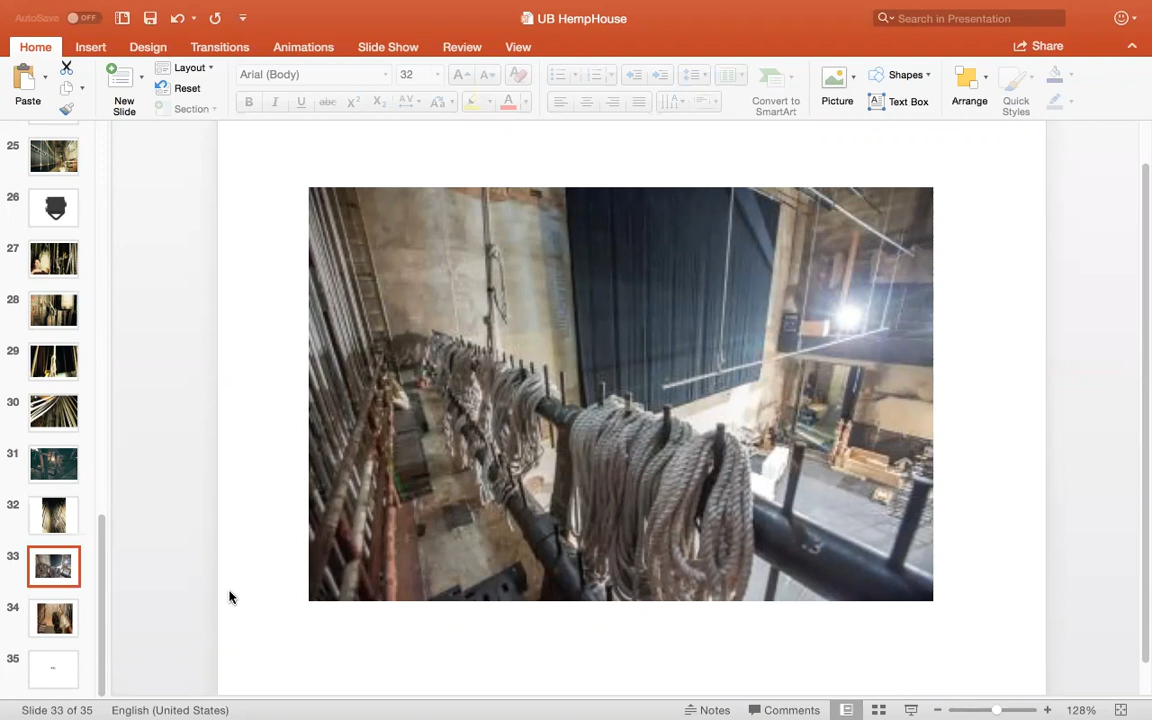 AutoSave OFF
UB HempHouse
Search in Presentation
Home Insert Design Transitions Animations Slide Show Review View
Share
Paste
New Slide
Layout
Reset
Section
Arial (Body) 32
Convert to SmartArt
Picture
Shapes
Text Box
Arrange
Quick Styles
25
26
27
28
29
30
31
32
33
34
35
Slide 33 of 35 English (United States) Notes Comments 128%